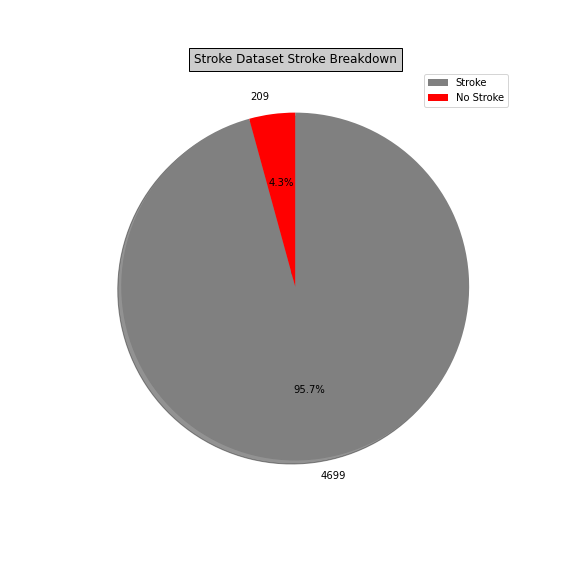 Stroke Dataset Stroke Breakdown
Stroke
No Stroke
209
4.3%
95.7%
4699